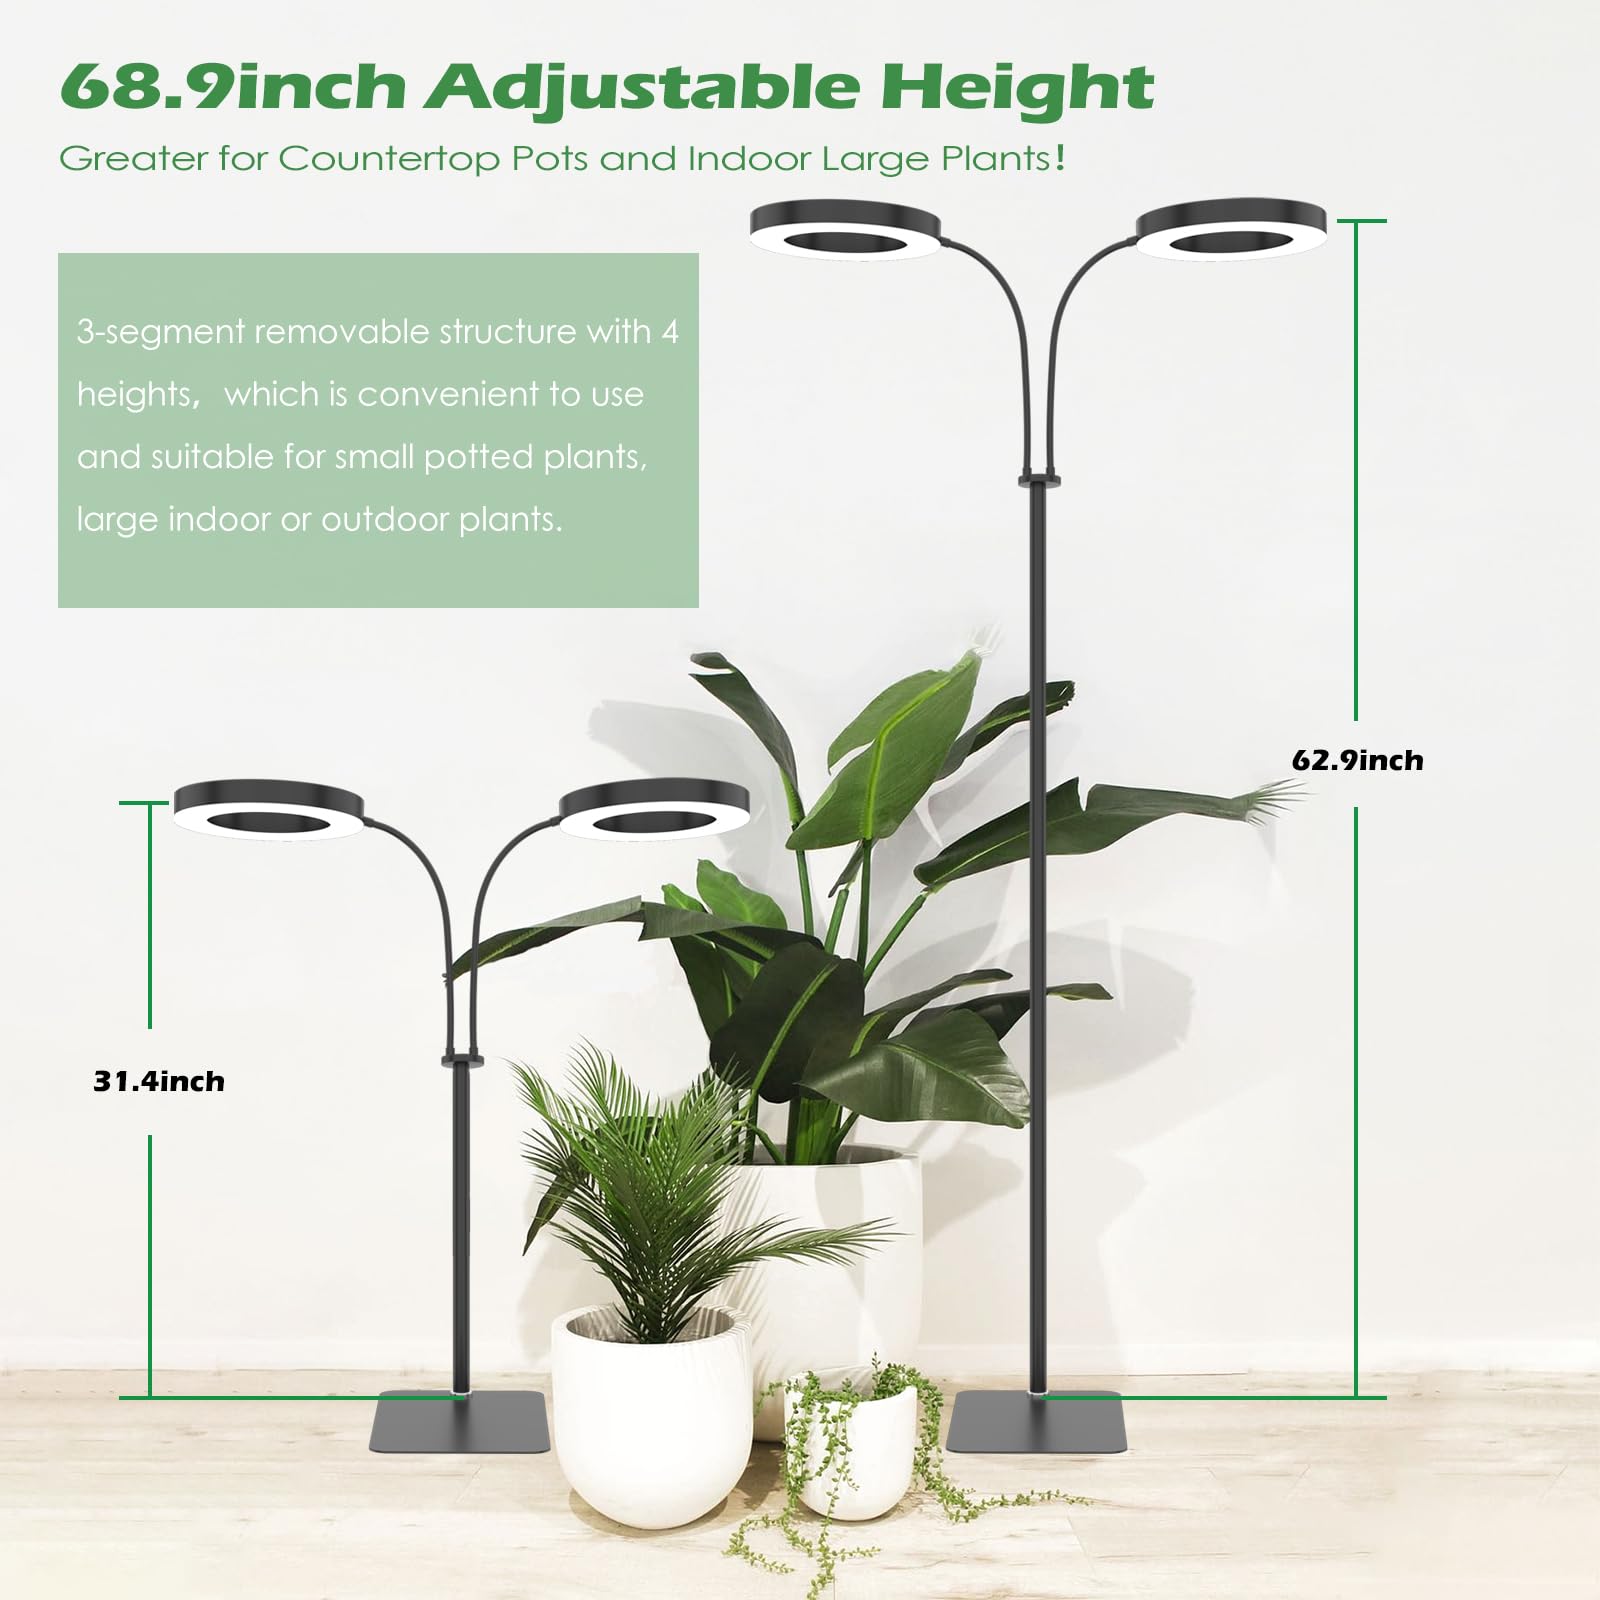 68.9inch Adjustable Height
Greater for Countertop Pots and Indoor Large Plants!
3-segment removable structure with 4
heights, which is convenient to use
and suitable for small potted plants,
large indoor or outdoor plants.
62.9inch
31.4inch